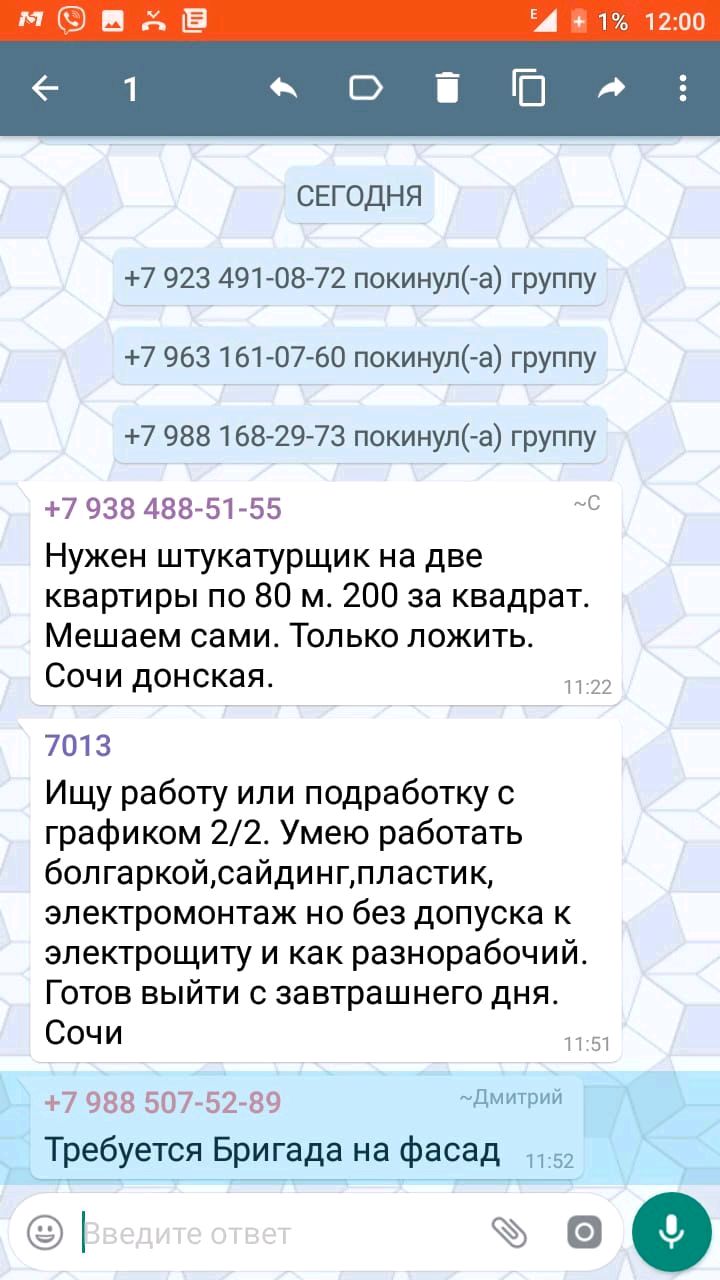 E 1% 12:00
1
СЕГОДНЯ
+7 923 491-08-72 покинул(-а) группу
+7 963 161-07-60 покинул(-а) группу
+7 988 168-29-73 покинул(-а) группу
+7 938 488-51-55 ~С
Нужен штукатурщик на две
квартиры по 80 м. 200 за квадрат.
Мешаем сами. Только ложить.
Сочи донская.
11:22
7013
Ищу работу или подработку с
графиком 2/2. Умею работать
болгаркой,сайдинг,пластик,
электромонтаж но без допуска к
электрощиту и как разнорабочий.
Готов выйти с завтрашнего дня.
Сочи
11:51
+7 988 507-52-89 ~Дмитрий
Требуется Бригада на фасад
11:52
Введите ответ